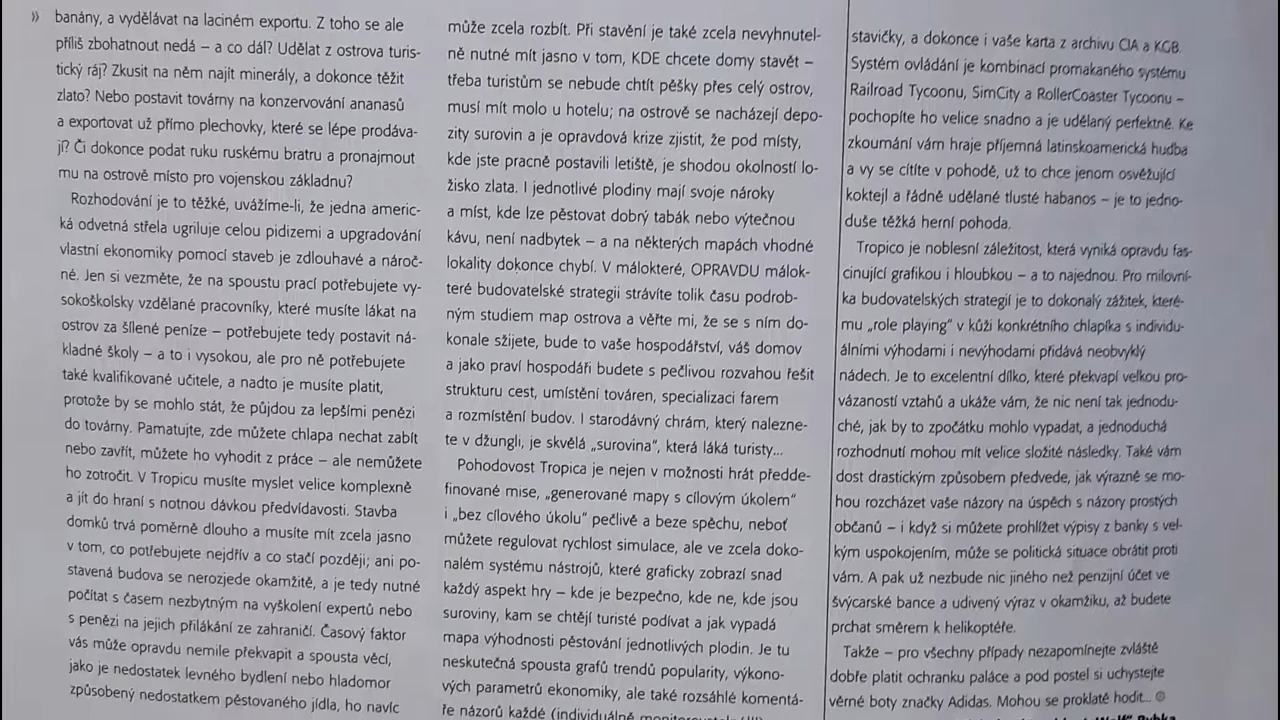 » banány, a vydělávat na laciném exportu. Z toho se ale
příliš zbohatnout nedá – a co dál? Udělat z ostrova turis-
tický ráj? Zkusit na něm najít minerály, a dokonce těžit
zlato? Nebo postavit továrny na konzervování ananasů
a exportovat už přímo plechovky, které se lépe prodáva-
jí? Či dokonce podat ruku ruskému bratru a pronajmout
mu na ostrově místo pro vojenskou základnu?
Rozhodování je to těžké, uvážíme-li, že jedna americ-
ká odvetná střela ugriluje celou pidizemi a upgradování
vlastní ekonomiky pomocí staveb je zdlouhavé a nároč-
né. Jen si vezměte, že na spoustu prací potřebujete vy-
sokoškolsky vzdělané pracovníky, které musíte lákat na
ostrov za šílené peníze – potřebujete tedy postavit ná-
kladné školy – a to i vysokou, ale pro ně potřebujete
také kvalifikované učitele, a nadto je musíte platit,
protože by se mohlo stát, že půjdou za lepšími penězi
do továrny. Pamatujte, zde můžete chlapa nechat zabít
nebo zavřít, můžete ho vyhodit z práce – ale nemůžete
ho zotročit. V Tropicu musíte myslet velice komplexně
a jít do hraní s notnou dávkou předvídavosti. Stavba
domků trvá poměrně dlouho a musíte mít zcela jasno
v tom, co potřebujete nejdřív a co stačí později; ani po-
stavená budova se nerozjede okamžitě, a je tedy nutné
počítat s časem nezbytným na vyškolení expertů nebo
s penězi na jejich přilákání ze zahraničí. Časový faktor
vás může opravdu nemile překvapit a spousta věcí,
jako je nedostatek levného bydlení nebo hladomor
způsobený nedostatkem pěstovaného jídla, ho navíc
může zcela rozbít. Při stavění je také zcela nevyhnutel-
ně nutné mít jasno v tom, KDE chcete domy stavět –
třeba turistům se nebude chtít pěšky přes celý ostrov,
musí mít molo u hotelu; na ostrově se nacházejí depo-
zity surovin a je opravdová krize zjistit, že pod místy,
kde jste pracně postavili letiště, je shodou okolností lo-
žisko zlata. I jednotlivé plodiny mají svoje nároky
a míst, kde lze pěstovat dobrý tabák nebo výtečnou
kávu, není nadbytek – a na některých mapách vhodné
lokality dokonce chybí. V málokteré, OPRAVDU málok-
teré budovatelské strategii strávíte tolik času podrob-
ným studiem map ostrova a věřte mi, že se s ním do-
konale sžijete, bude to vaše hospodářství, váš domov
a jako praví hospodáři budete s pečlivou rozvahou řešit
strukturu cest, umístění továren, specializaci farem
a rozmístění budov. I starodávný chrám, který nalezne-
te v džungli, je skvělá „surovina“, která láká turisty...
Pohodovost Tropica je nejen v možnosti hrát předde-
finované mise, „generované mapy s cílovým úkolem“
i „bez cílového úkolu“ pečlivě a beze spěchu, neboť
můžete regulovat rychlost simulace, ale ve zcela doko-
nalém systému nástrojů, které graficky zobrazí snad
každý aspekt hry – kde je bezpečno, kde ne, kde jsou
suroviny, kam se chtějí turisté podívat a jak vypadá
mapa výhodnosti pěstování jednotlivých plodin. Je tu
neskutečná spousta grafů trendů popularity, výkono-
vých parametrů ekonomiky, ale také rozsáhlé komentá-
ře názorů každé (individuálně
stavičky, a dokonce i vaše karta z archivu CIA a KGB.
Systém ovládání je kombinací promakaného systému
Railroad Tycoonu, SimCity a RollerCoaster Tycoonu –
pochopíte ho velice snadno a je udělaný perfektně. Ke
zkoumání vám hraje příjemná latinskoamerická hudba
a vy se cítíte v pohodě, už to chce jenom osvěžující
koktejl a řádně udělané tlusté habanos – je to jedno-
duše těžká herní pohoda.
Tropico je noblesní záležitost, která vyniká opravdu fas-
cinující grafikou i hloubkou – a to najednou. Pro milovní-
ka budovatelských strategií je to dokonalý zážitek, které-
mu „role playing“ v kůži konkrétního chlapíka s individu-
álními výhodami i nevýhodami přidává neobvyklý
nádech. Je to excelentní dílko, které překvapí velkou pro-
vázaností vztahů a ukáže vám, že nic není tak jednodu-
ché, jak by to zpočátku mohlo vypadat, a jednoduchá
rozhodnutí mohou mít velice složité následky. Také vám
dost drastickým způsobem předvede, jak výrazně se mo-
hou rozcházet vaše názory na úspěch s názory prostých
občanů – i když si můžete prohlížet výpisy z banky s vel-
kým uspokojením, může se politická situace obrátit proti
vám. A pak už nezbude nic jiného než penzijní účet ve
švýcarské bance a udivený výraz v okamžiku, až budete
prchat směrem k helikoptéře.
Takže – pro všechny případy nezapomínejte zvláště
dobře platit ochranku paláce a pod postel si uchystejte
věrné boty značky Adidas. Mohou se proklatě hodit...